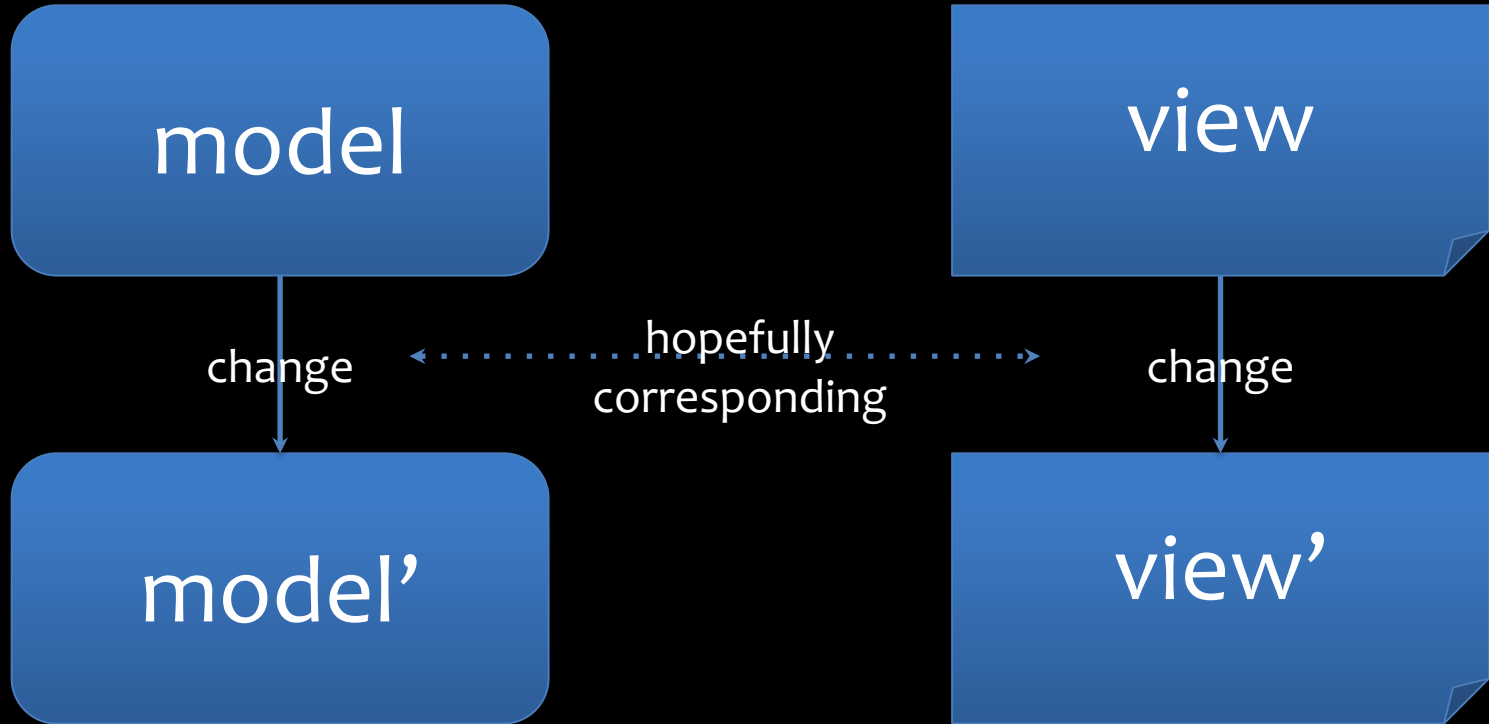 model
view
change
hopefully
corresponding
change
model’
view’